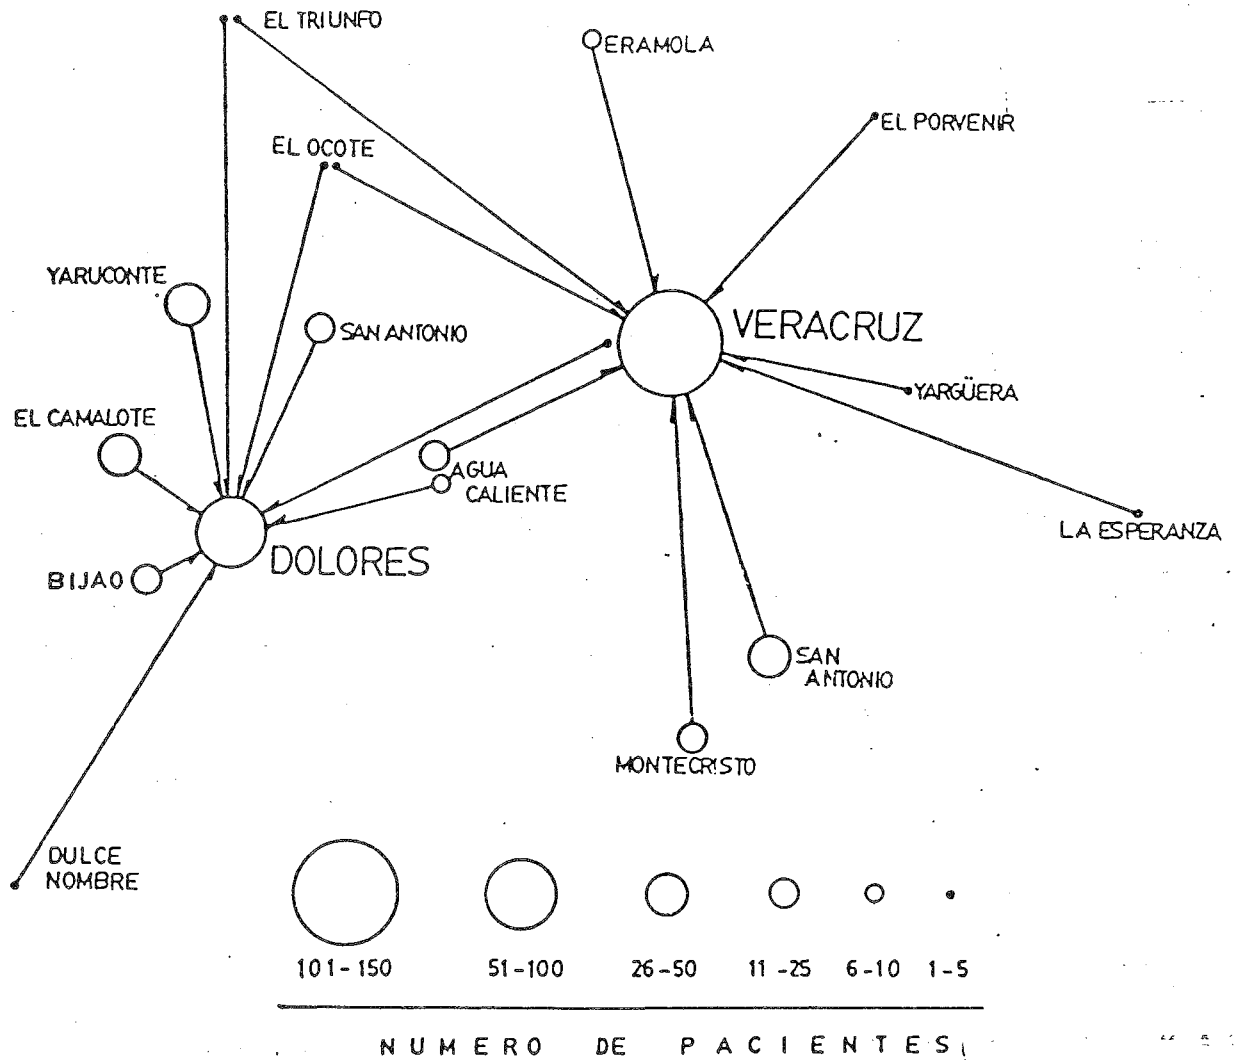 EL TRIUNFO
ERAMOLA
EL PORVENIR
EL OCOTE
YARUCONTE
SAN ANTONIO
VERACRUZ
YARGÜERA
EL CAMALOTE
AGUA
CALIENTE
LA ESPERANZA
DOLORES
BIJAO
SAN
ANTONIO
MONTECRISTO
DULCE
NOMBRE
101-150 51-100 26-50 11-25 6-10 1-5
NUMERO DE PACIENTES